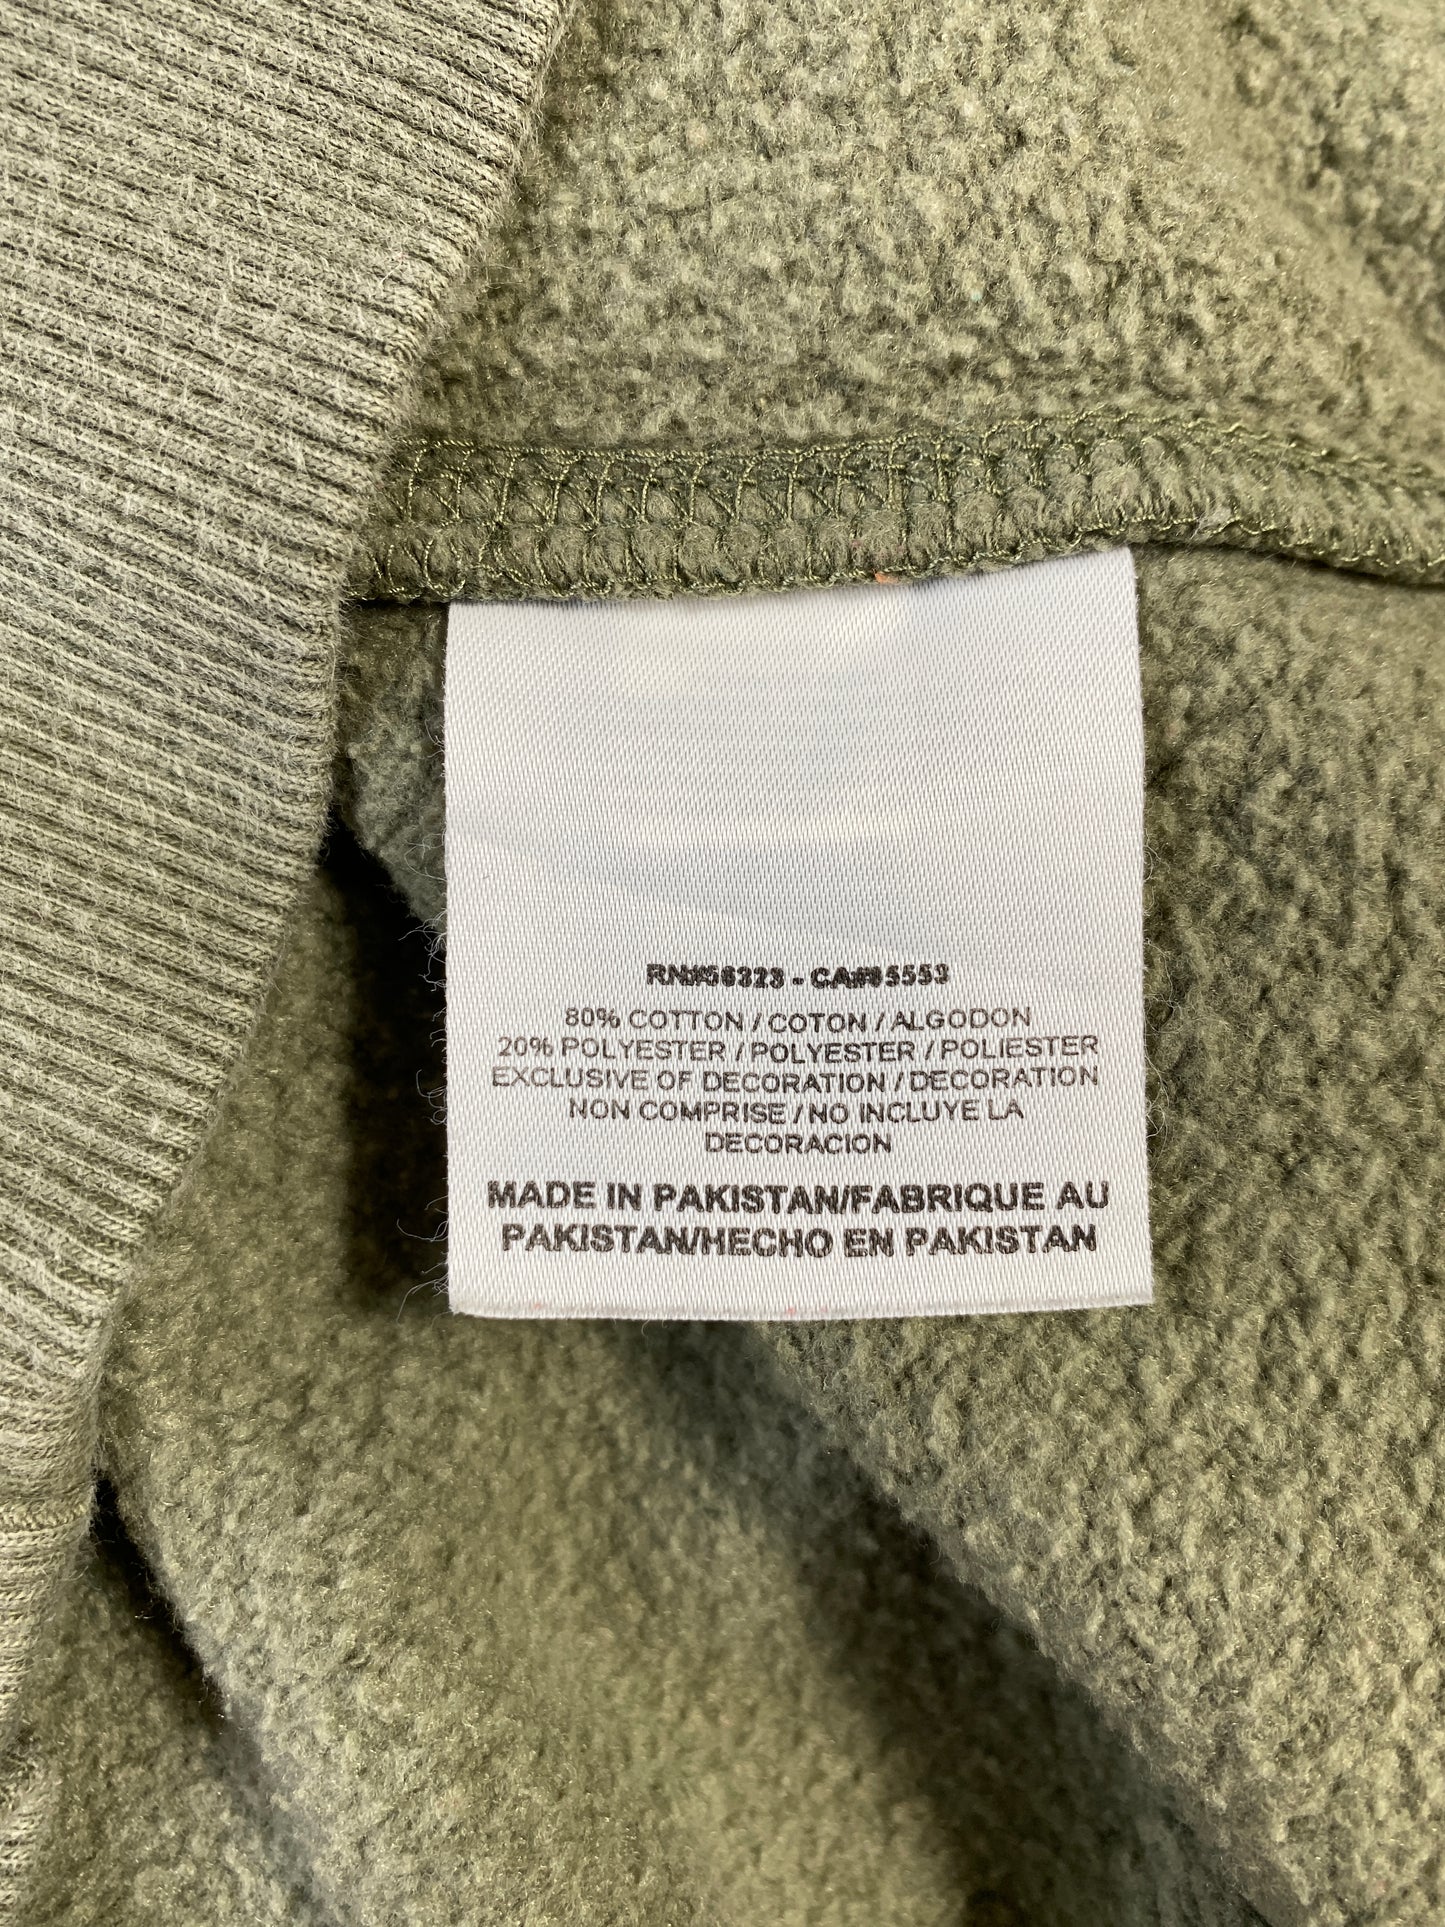 RN#56323 - CA#05553
80% COTTON / COTON / ALGODON
20% POLYESTER / POLYESTER / POLIESTER
EXCLUSIVE OF DECORATION / DECORATION
NON COMPRISE / NO INCLUYE LA
DECORACION
MADE IN PAKISTAN/FABRIQUE AU
PAKISTAN/HECHO EN PAKISTAN